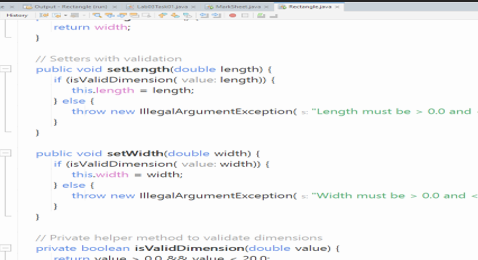 Output - Rectangle (run) × Lab02Task01.java × MarkSheet.java × Rectangle.java ×
History
return width;
}
// Setters with validation
public void setLength(double length) {
if (isValidDimension( value: length)) {
this.length = length;
} else {
throw new IllegalArgumentException( s: "Length must be > 0.0 and
}
}
public void setWidth(double width) {
if (isValidDimension( value: width)) {
this.width = width;
} else {
throw new IllegalArgumentException( s: "Width must be > 0.0 and <
}
}
// Private helper method to validate dimensions
private boolean isValidDimension(double value) {
return value > 0.0 && value < 20.0;